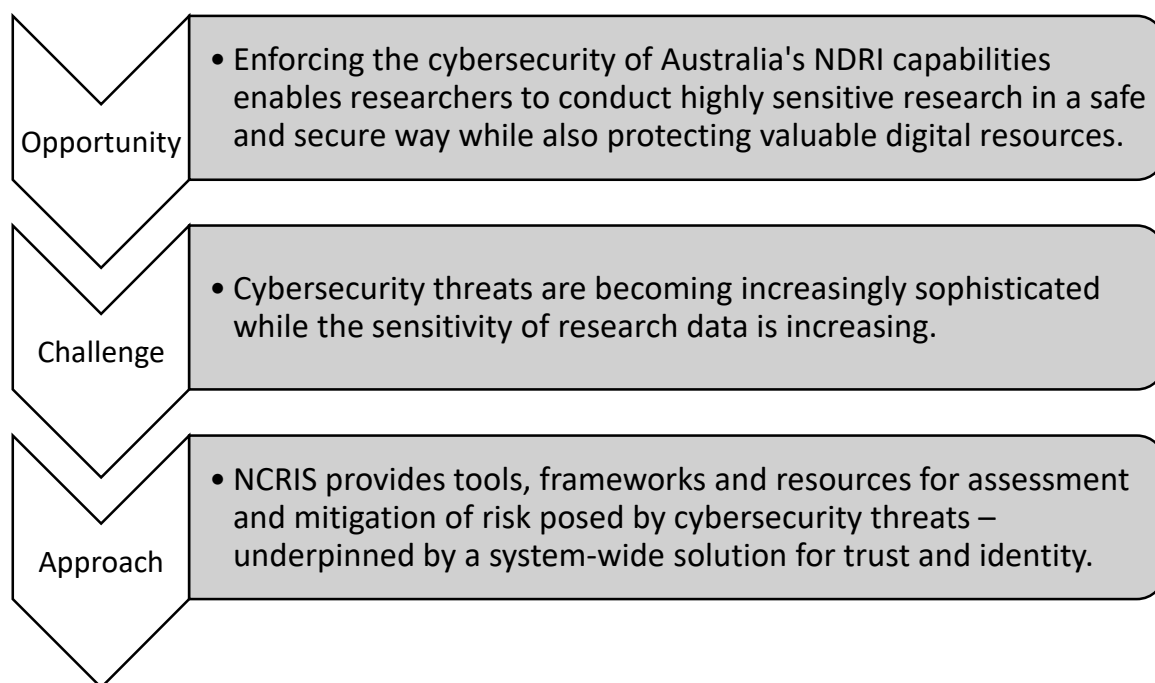 Opportunity
• Enforcing the cybersecurity of Australia's NDRI capabilities
enables researchers to conduct highly sensitive research in a safe
and secure way while also protecting valuable digital resources.
Challenge
• Cybersecurity threats are becoming increasingly sophisticated
while the sensitivity of research data is increasing.
Approach
• NCRIS provides tools, frameworks and resources for assessment
and mitigation of risk posed by cybersecurity threats –
underpinned by a system-wide solution for trust and identity.